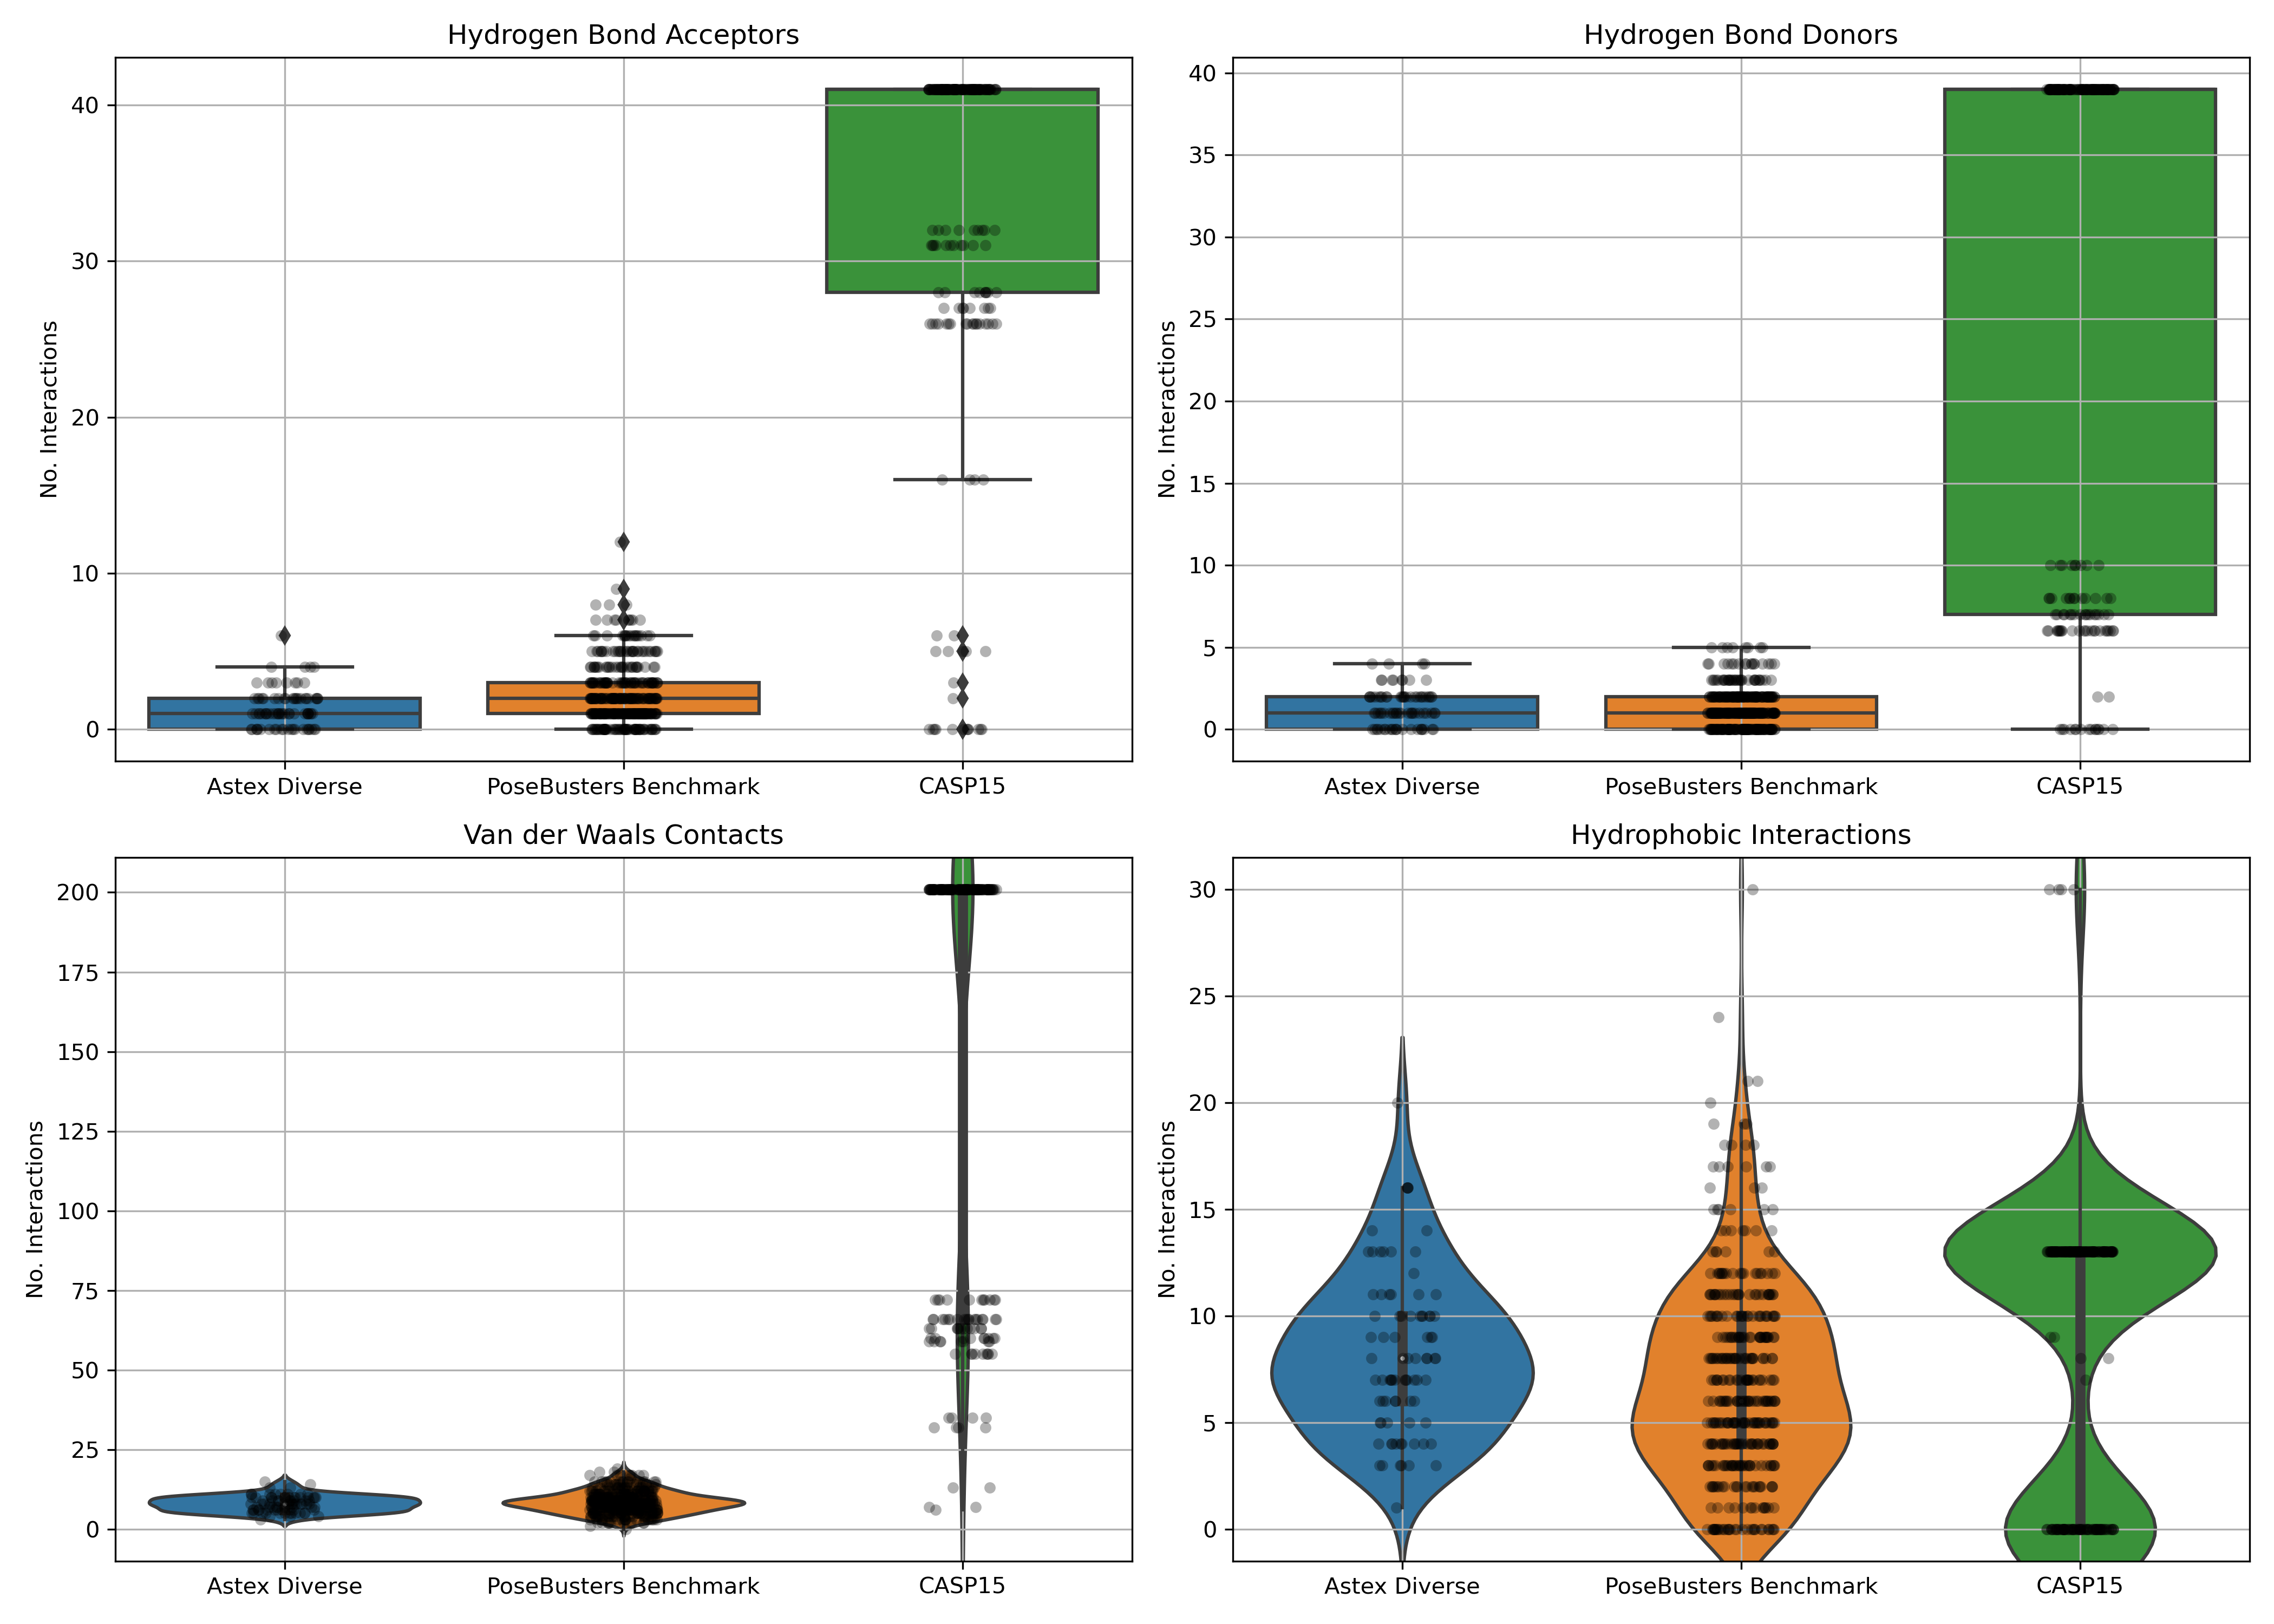 Hydrogen Bond Acceptors
No. Interactions
40
30
20
10
0
Astex Diverse PoseBusters Benchmark CASP15
Hydrogen Bond Donors
No. Interactions
40
35
30
25
20
15
10
5
0
Astex Diverse PoseBusters Benchmark CASP15
Van der Waals Contacts
No. Interactions
200
175
150
125
100
75
50
25
0
Astex Diverse PoseBusters Benchmark CASP15
Hydrophobic Interactions
No. Interactions
30
25
20
15
10
5
0
Astex Diverse PoseBusters Benchmark CASP15